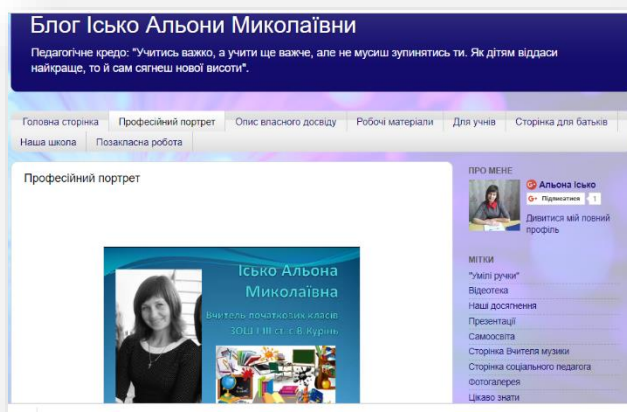 Блог Ісько Альони Миколаївни
Педагогічне кредо: "Учитись важко, а учити ще важче, але не мусиш зупинятись ти. Як дітям віддаси
найкраще, то й сам сягнеш нової висоти".
Головна сторінка Професійний портрет Опис власного досвіду Робочі матеріали Для учнів Сторінка для батьків
Наша школа Позакласна робота
Професійний портрет
Ісько Альона
Миколаївна
Вчитель початкових класів
ЗОШ І-ІІІ ст. с.В.Курінь
ПРО МЕНЕ
Альона Ісько
G+ Підписатися 1
Дивитися мій повний
профіль
МІТКИ
"Умілі ручки"
Відеотека
Наші досягнення
Презентації
Самоосвіта
Сторінка Вчителя музики
Сторінка соціального педагога
Фотогалерея
Цікаво знати